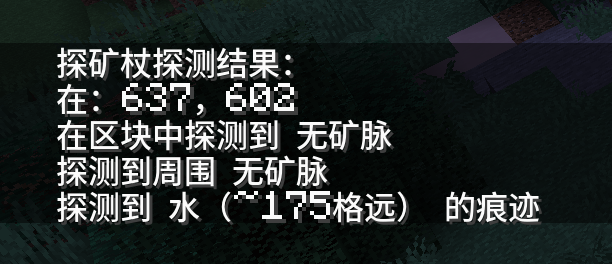 探矿杖探测结果：
在：637，602
在区块中探测到 无矿脉
探测到周围 无矿脉
探测到 水（~175格远） 的痕迹